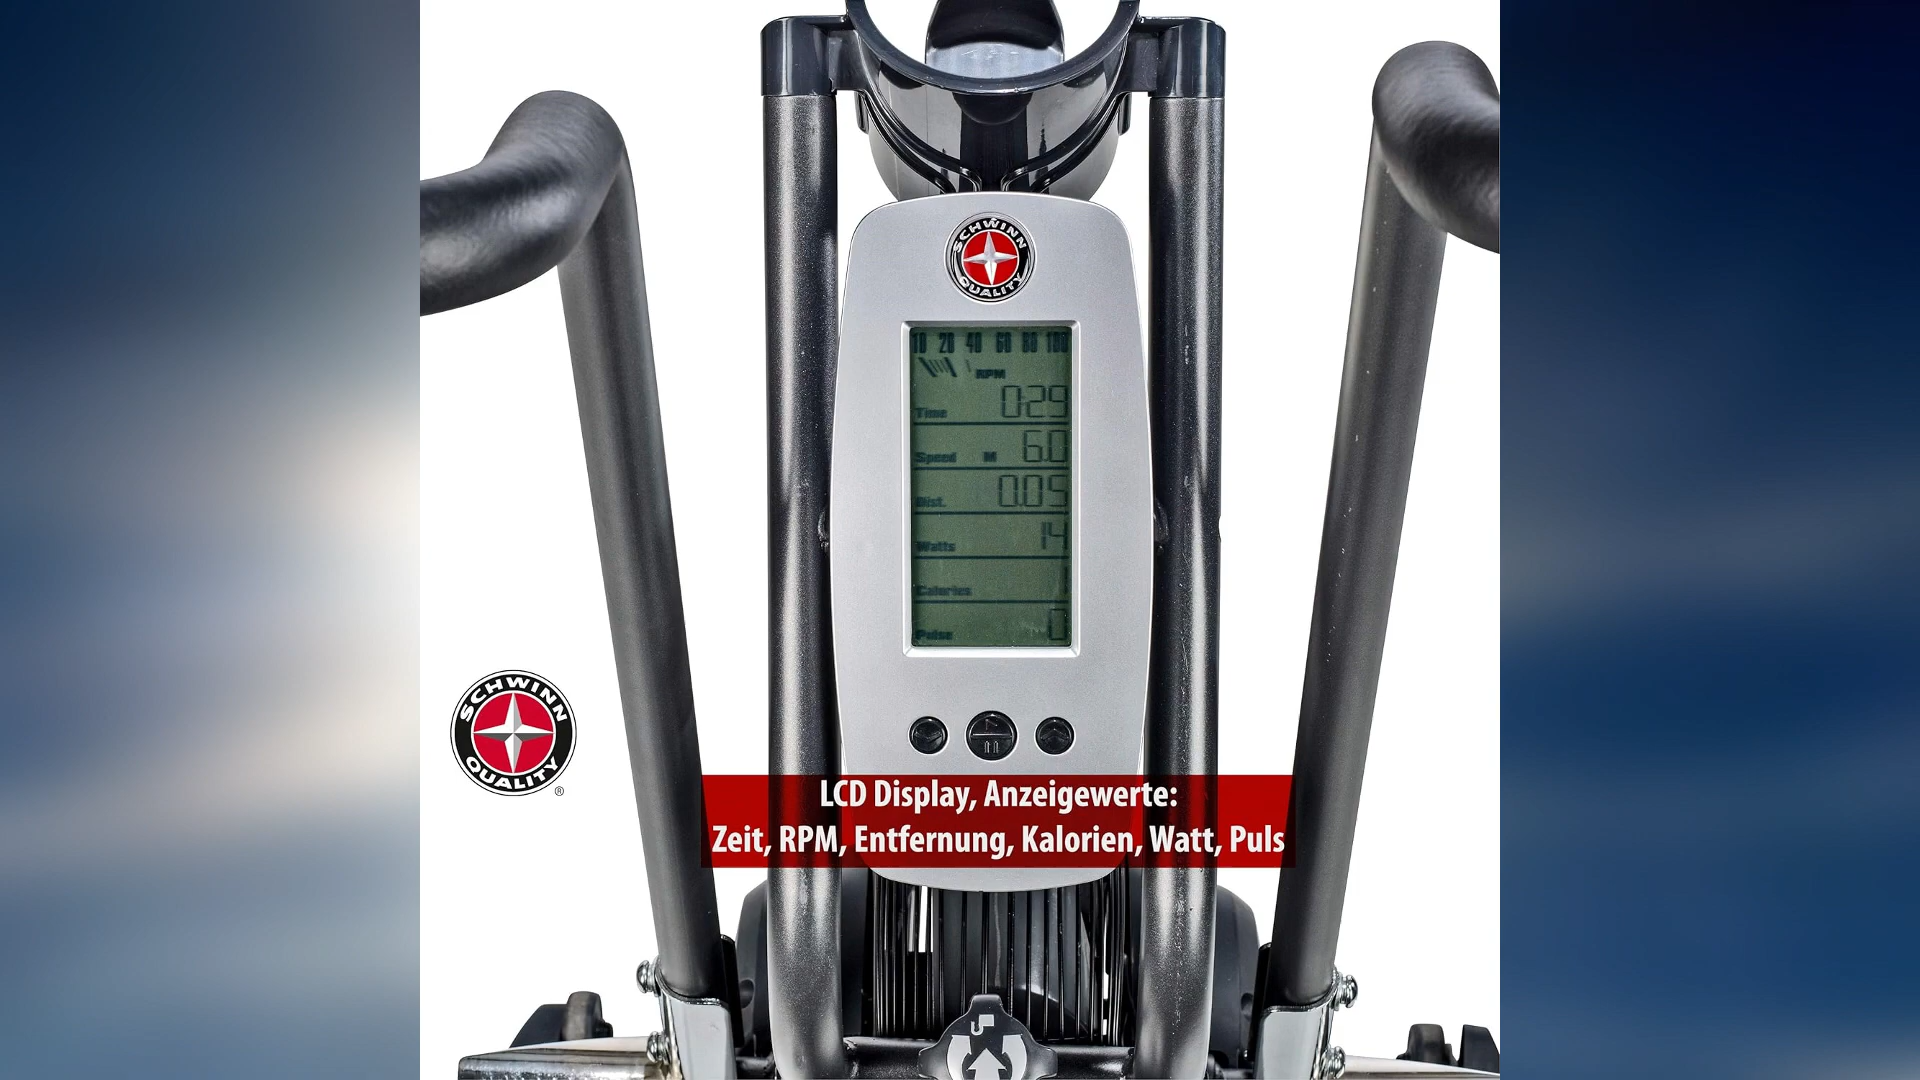 SCHWINN
QUALITY
10 20 40 60 80 100
RPM
Time 0:29
Speed M 6.0
Dist. 0.05
Watts 14
Calories 1
Pulse 0
SCHWINN
QUALITY
®
LCD Display, Anzeigewerte:
Zeit, RPM, Entfernung, Kalorien, Watt, Puls